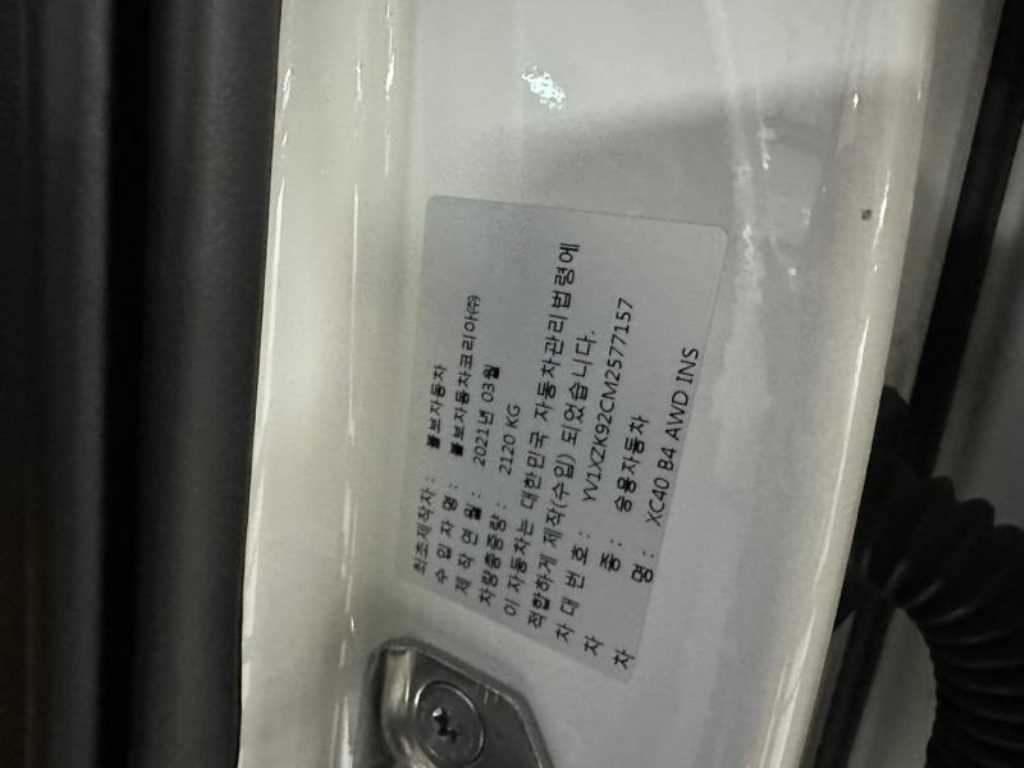 최초제작자 : 볼보자동차
수 입 자 명 : 볼보자동차코리아㈜
제 작 연 월 : 2021년 03월
차량총중량 : 2120 KG
이 자동차는 대한민국 자동차관리법령에
적합하게 제작(수입) 되었습니다.
차 대 번 호 : YV1XZK92CM2577157
차 종 : 승용자동차
차 명 : XC40 B4 AWD INS